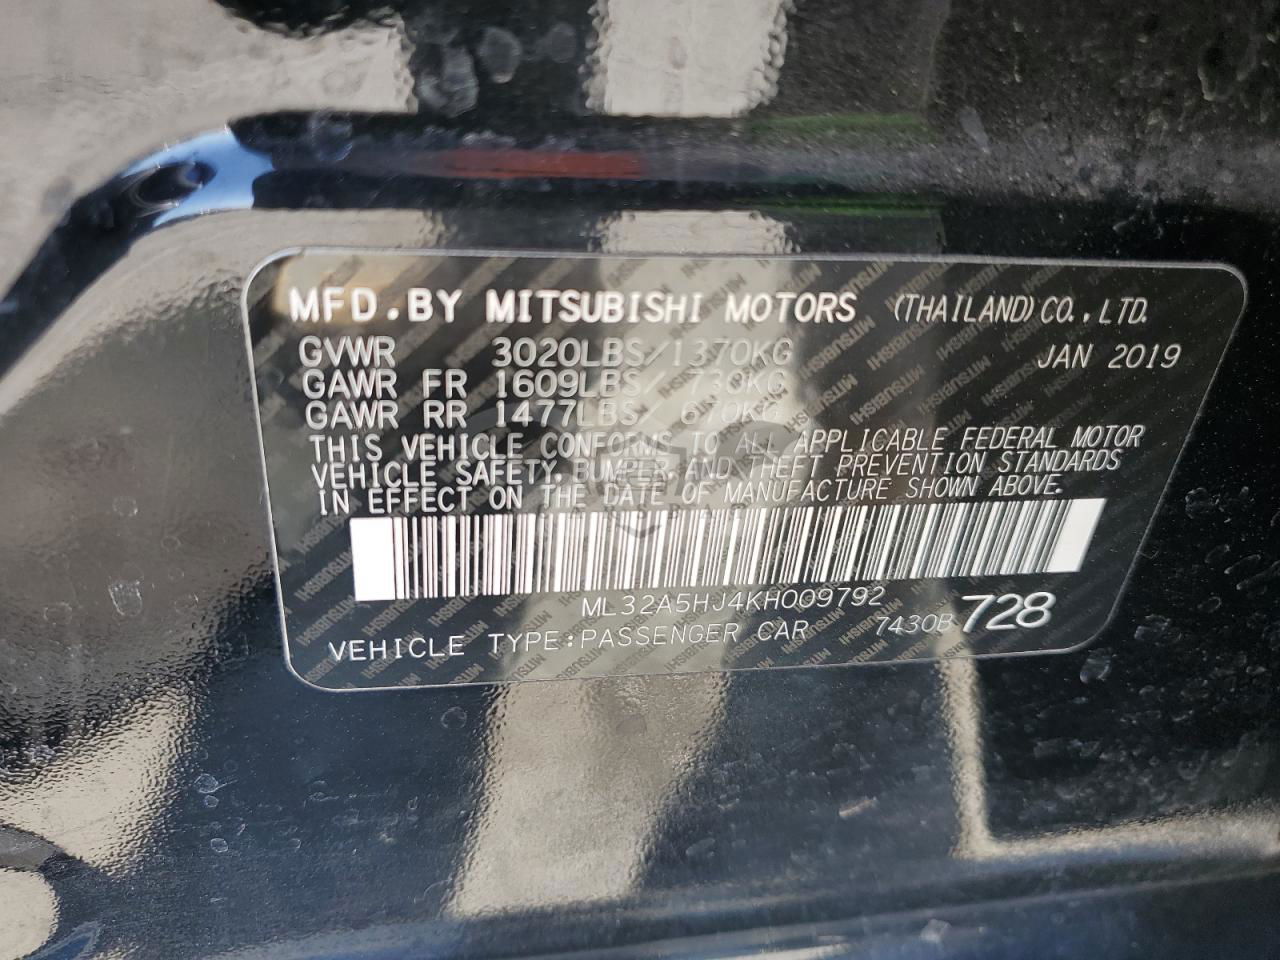 MFD.BY MITSUBISHI MOTORS (THAILAND)CO.,LTD.
GVWR 3020LBS/1370KG JAN 2019
GAWR FR 1609LBS/ 730KG
GAWR RR 1477LBS/ 670KG
THIS VEHICLE CONFORMS TO ALL APPLICABLE FEDERAL MOTOR
VEHICLE SAFETY, BUMPER AND THEFT PREVENTION STANDARDS
IN EFFECT ON THE DATE OF MANUFACTURE SHOWN ABOVE.
ML32A5HJ4KH009792
VEHICLE TYPE:PASSENGER CAR 7430B 728